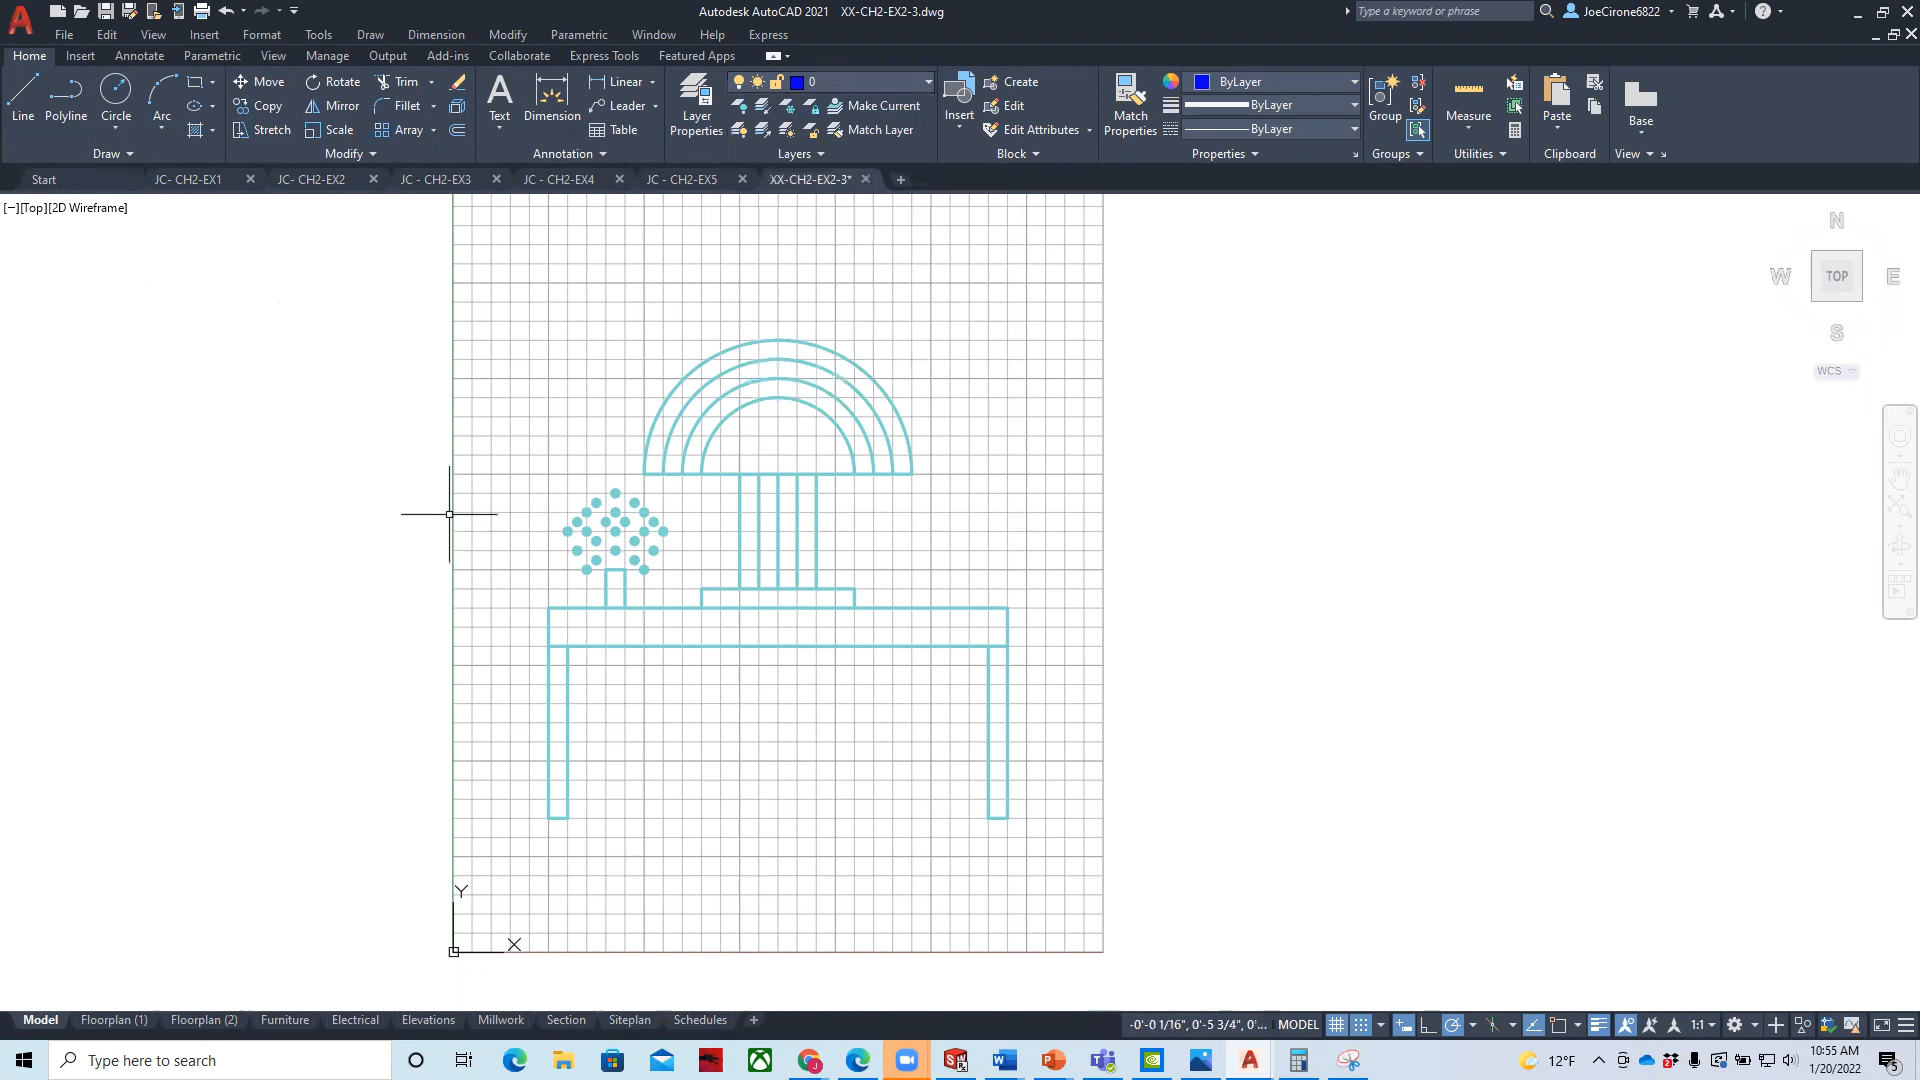 Autodesk AutoCAD 2021 XX-CH2-EX2-3.dwg
Type a keyword or phrase
JoeCirone6822
File Edit View Insert Format Tools Draw Dimension Modify Parametric Window Help Express
Home Insert Annotate Parametric View Manage Output Add-ins Collaborate Express Tools Featured Apps
Move Rotate Trim Linear 0 Create ByLayer
Line Polyline Circle Arc Copy Mirror Fillet Text Dimension Leader Layer Properties Make Current Insert Edit Match Properties ByLayer Group Measure Paste Base
Stretch Scale Array Table Match Layer Edit Attributes ByLayer
Draw Modify Annotation Layers Block Properties Groups Utilities Clipboard View
Start JC- CH2-EX1 JC- CH2-EX2 JC - CH2-EX3 JC - CH2-EX4 JC - CH2-EX5 XX-CH2-EX2-3*
[−][Top][2D Wireframe]
N
W TOP E
S
WCS
Y
X
Model Floorplan (1) Floorplan (2) Furniture Electrical Elevations Millwork Section Siteplan Schedules
-0'-0 1/16", 0'-5 3/4", 0'... MODEL 1:1
Type here to search
12°F
10:55 AM
1/20/2022
5